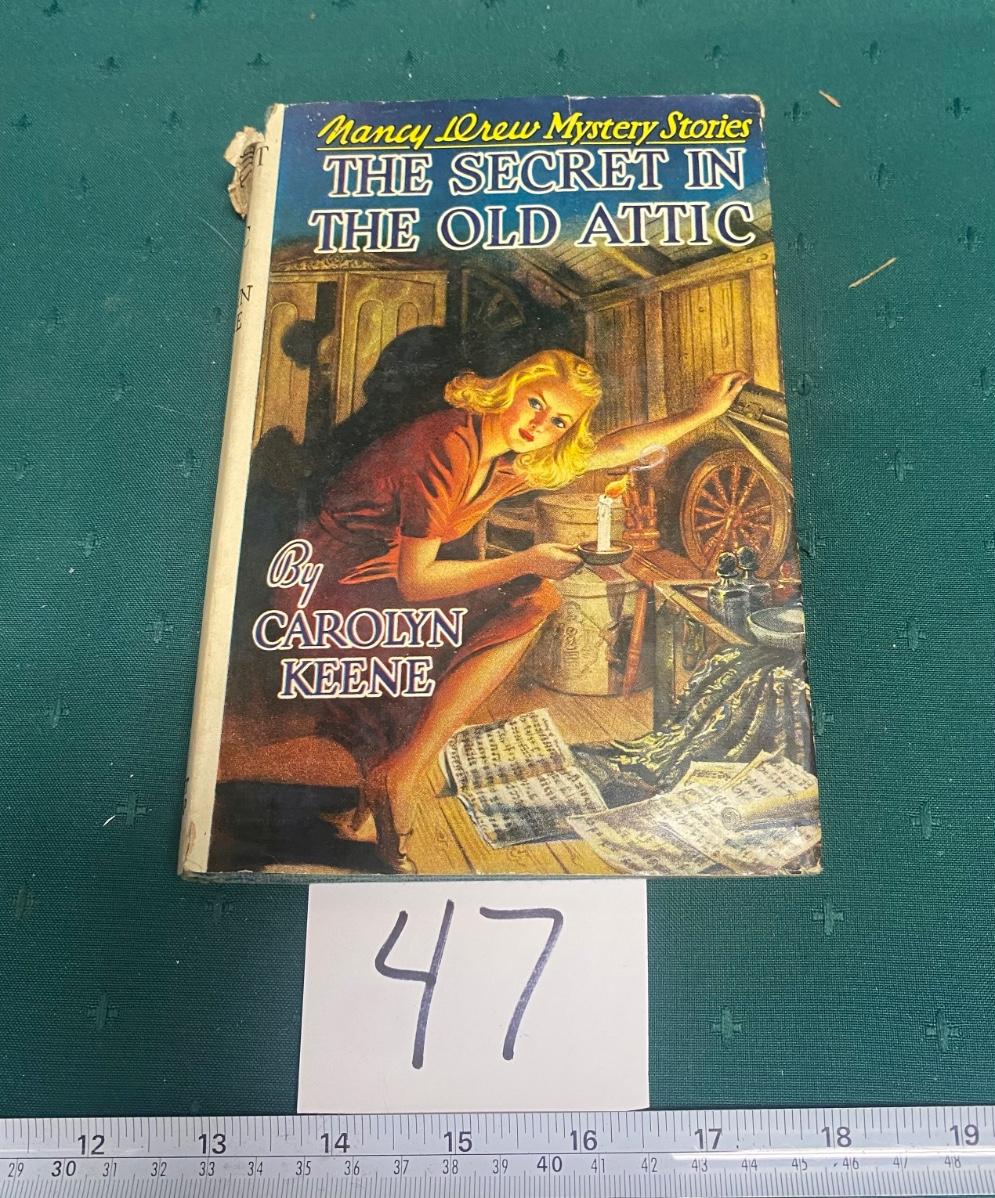 Nancy Drew Mystery Stories
THE SECRET IN
THE OLD ATTIC
By
CAROLYN
KEENE
T
N
E
47
12 13 14 15 16 17 18 19
29 30 31 32 33 34 35 36 37 38 39 40 41 42 43 44 45 46 47 48